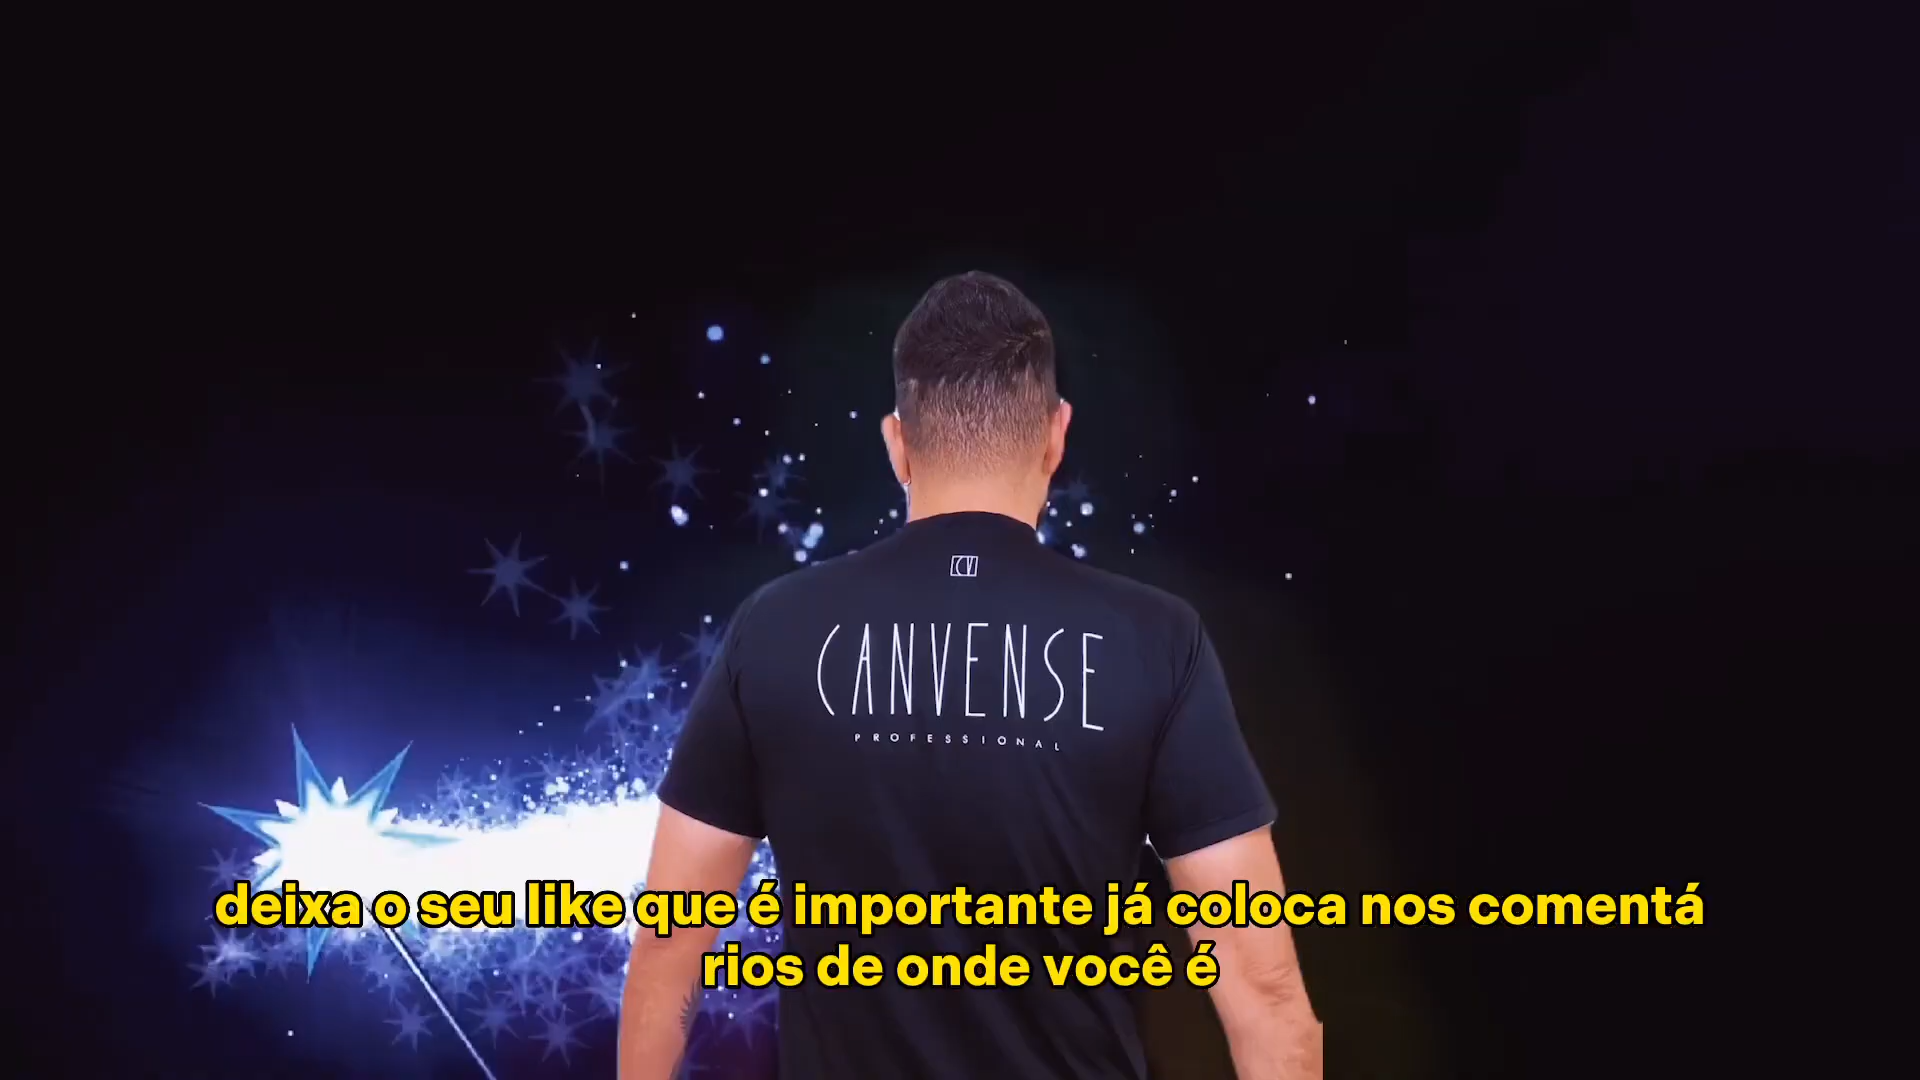 CV
CANVENSE
PROFESSIONAL
deixa o seu like que é importante já coloca nos comentá
rios de onde você é